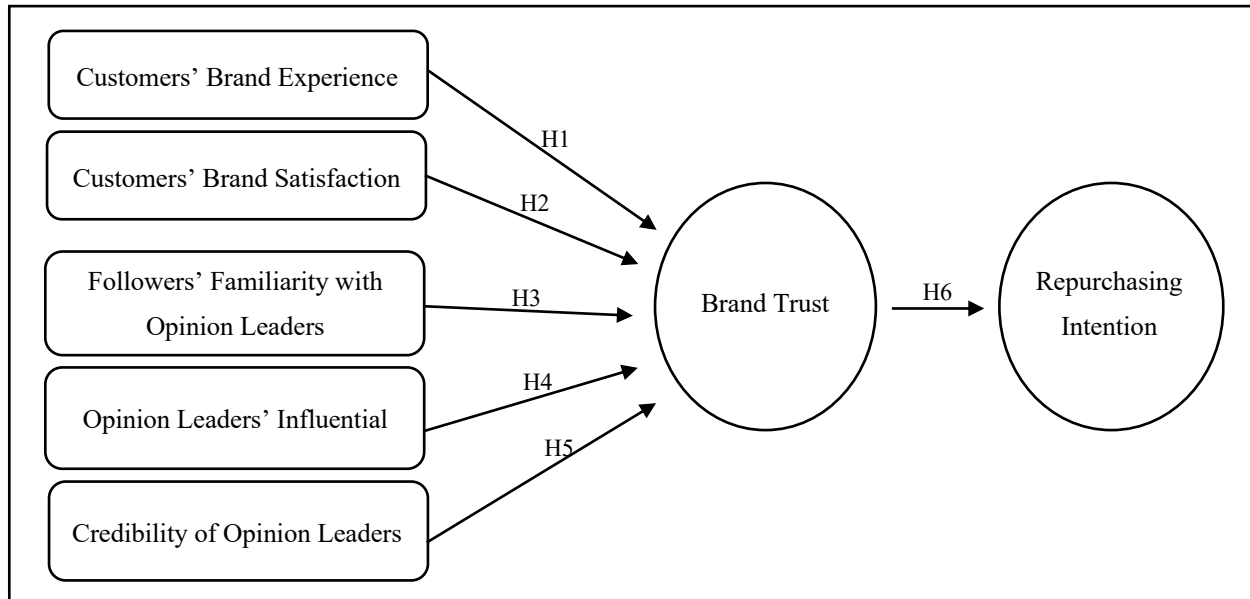 Customers’ Brand Experience
H1
Customers’ Brand Satisfaction
H2
Followers’ Familiarity with
Opinion Leaders
H3
Opinion Leaders’ Influential
H4
Credibility of Opinion Leaders
H5
Brand Trust
H6
Repurchasing
Intention